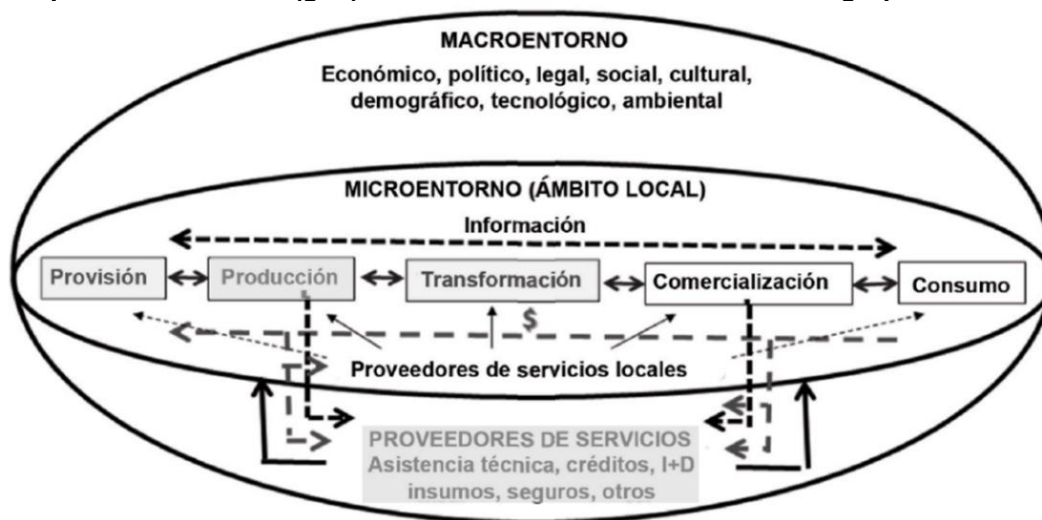 MACROENTORNO
Económico, político, legal, social, cultural,
demográfico, tecnológico, ambiental
MICROENTORNO (ÁMBITO LOCAL)
Información
Provisión
Producción
Transformación
Comercialización
Consumo
$
Proveedores de servicios locales
PROVEEDORES DE SERVICIOS
Asistencia técnica, créditos, I+D
insumos, seguros, otros